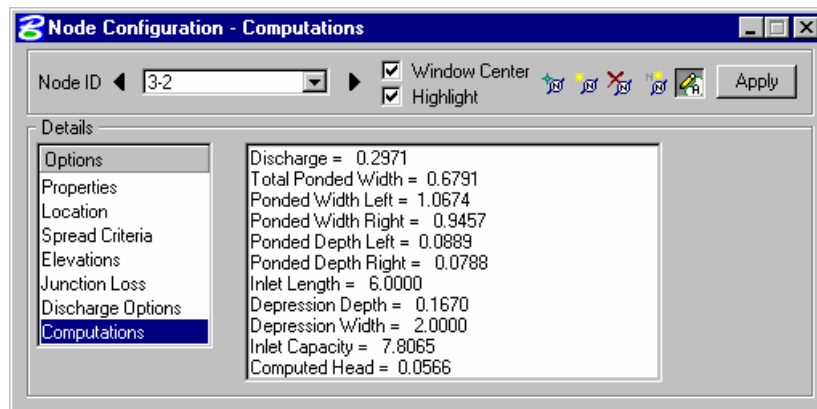 Node Configuration - Computations
Node ID 3-2 Window Center Apply
Highlight
Details
Options
Properties
Location
Spread Criteria
Elevations
Junction Loss
Discharge Options
Computations
Discharge = 0.2971
Total Ponded Width = 0.6791
Ponded Width Left = 1.0674
Ponded Width Right = 0.9457
Ponded Depth Left = 0.0889
Ponded Depth Right = 0.0788
Inlet Length = 6.0000
Depression Depth = 0.1670
Depression Width = 2.0000
Inlet Capacity = 7.8065
Computed Head = 0.0566